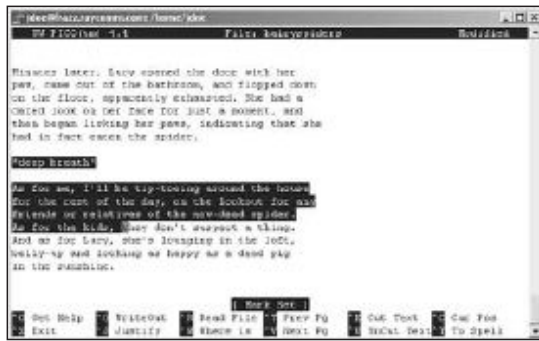 jdoe@hazz.raycomm.com: /home/jdoe
UW PICO(tm) 4.1 File: hairyspiders Modified
Minutes later, Lucy opened the door with her
paw, came out of the bathroom, and flopped down
on the floor, apparently exhausted. She had a
dazed look on her face for just a moment, and
then began licking her paws, indicating that she
had in fact eaten the spider.
*deep breath*
As for me, I'll be tip-toeing around the house
for the rest of the day, on the lookout for any
friends or relatives of the now-dead spider.
As for the kids, they don't suspect a thing.
And as for Lucy, she's lounging in the loft,
belly-up and looking as happy as a dead pig
in the sunshine.
[ Mark Set ]
^G Get Help ^O WriteOut ^R Read File ^Y Prev Pg ^K Cut Text ^C Cur Pos
^X Exit ^J Justify ^W Where is ^V Next Pg ^U UnCut Text ^T To Spell